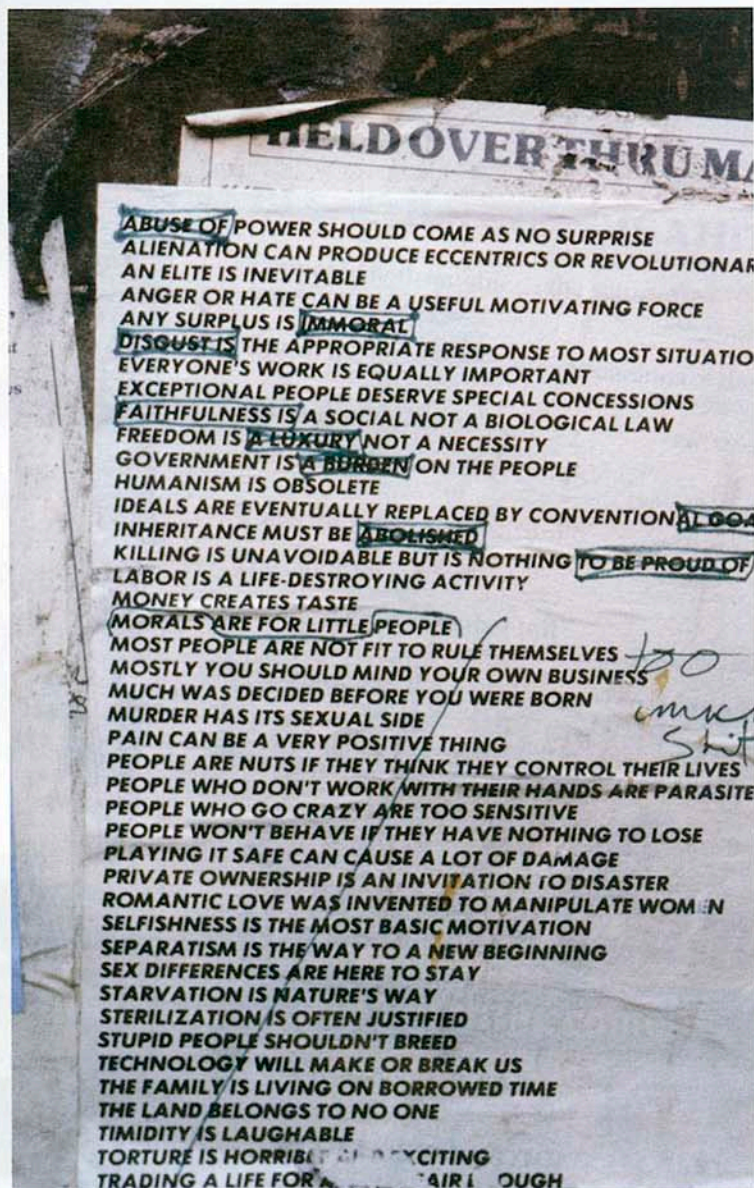 HELD OVER THRU MA
ABUSE OF POWER SHOULD COME AS NO SURPRISE
ALIENATION CAN PRODUCE ECCENTRICS OR REVOLUTIONAR
AN ELITE IS INEVITABLE
ANGER OR HATE CAN BE A USEFUL MOTIVATING FORCE
ANY SURPLUS IS IMMORAL
DISGUST IS THE APPROPRIATE RESPONSE TO MOST SITUATIO
EVERYONE'S WORK IS EQUALLY IMPORTANT
EXCEPTIONAL PEOPLE DESERVE SPECIAL CONCESSIONS
FAITHFULNESS IS A SOCIAL NOT A BIOLOGICAL LAW
FREEDOM IS A LUXURY NOT A NECESSITY
GOVERNMENT IS A BURDEN ON THE PEOPLE
HUMANISM IS OBSOLETE
IDEALS ARE EVENTUALLY REPLACED BY CONVENTIONAL GOA
INHERITANCE MUST BE ABOLISHED
KILLING IS UNAVOIDABLE BUT IS NOTHING TO BE PROUD OF
LABOR IS A LIFE-DESTROYING ACTIVITY
MONEY CREATES TASTE
MORALS ARE FOR LITTLE PEOPLE
MOST PEOPLE ARE NOT FIT TO RULE THEMSELVES
too
MOSTLY YOU SHOULD MIND YOUR OWN BUSINESS
MUCH WAS DECIDED BEFORE YOU WERE BORN
MURDER HAS ITS SEXUAL SIDE
Shit
PAIN CAN BE A VERY POSITIVE THING
PEOPLE ARE NUTS IF THEY THINK THEY CONTROL THEIR LIVES
PEOPLE WHO DON'T WORK WITH THEIR HANDS ARE PARASITE
PEOPLE WHO GO CRAZY ARE TOO SENSITIVE
PEOPLE WON'T BEHAVE IF THEY HAVE NOTHING TO LOSE
PLAYING IT SAFE CAN CAUSE A LOT OF DAMAGE
PRIVATE OWNERSHIP IS AN INVITATION TO DISASTER
ROMANTIC LOVE WAS INVENTED TO MANIPULATE WOM N
SELFISHNESS IS THE MOST BASIC MOTIVATION
SEPARATISM IS THE WAY TO A NEW BEGINNING
SEX DIFFERENCES ARE HERE TO STAY
STARVATION IS NATURE'S WAY
STERILIZATION IS OFTEN JUSTIFIED
STUPID PEOPLE SHOULDN'T BREED
TECHNOLOGY WILL MAKE OR BREAK US
THE FAMILY IS LIVING ON BORROWED TIME
THE LAND BELONGS TO NO ONE
TIMIDITY IS LAUGHABLE
TORTURE IS HORRIBL XCITING
TRADING A LIFE FOR A AIR OUGH